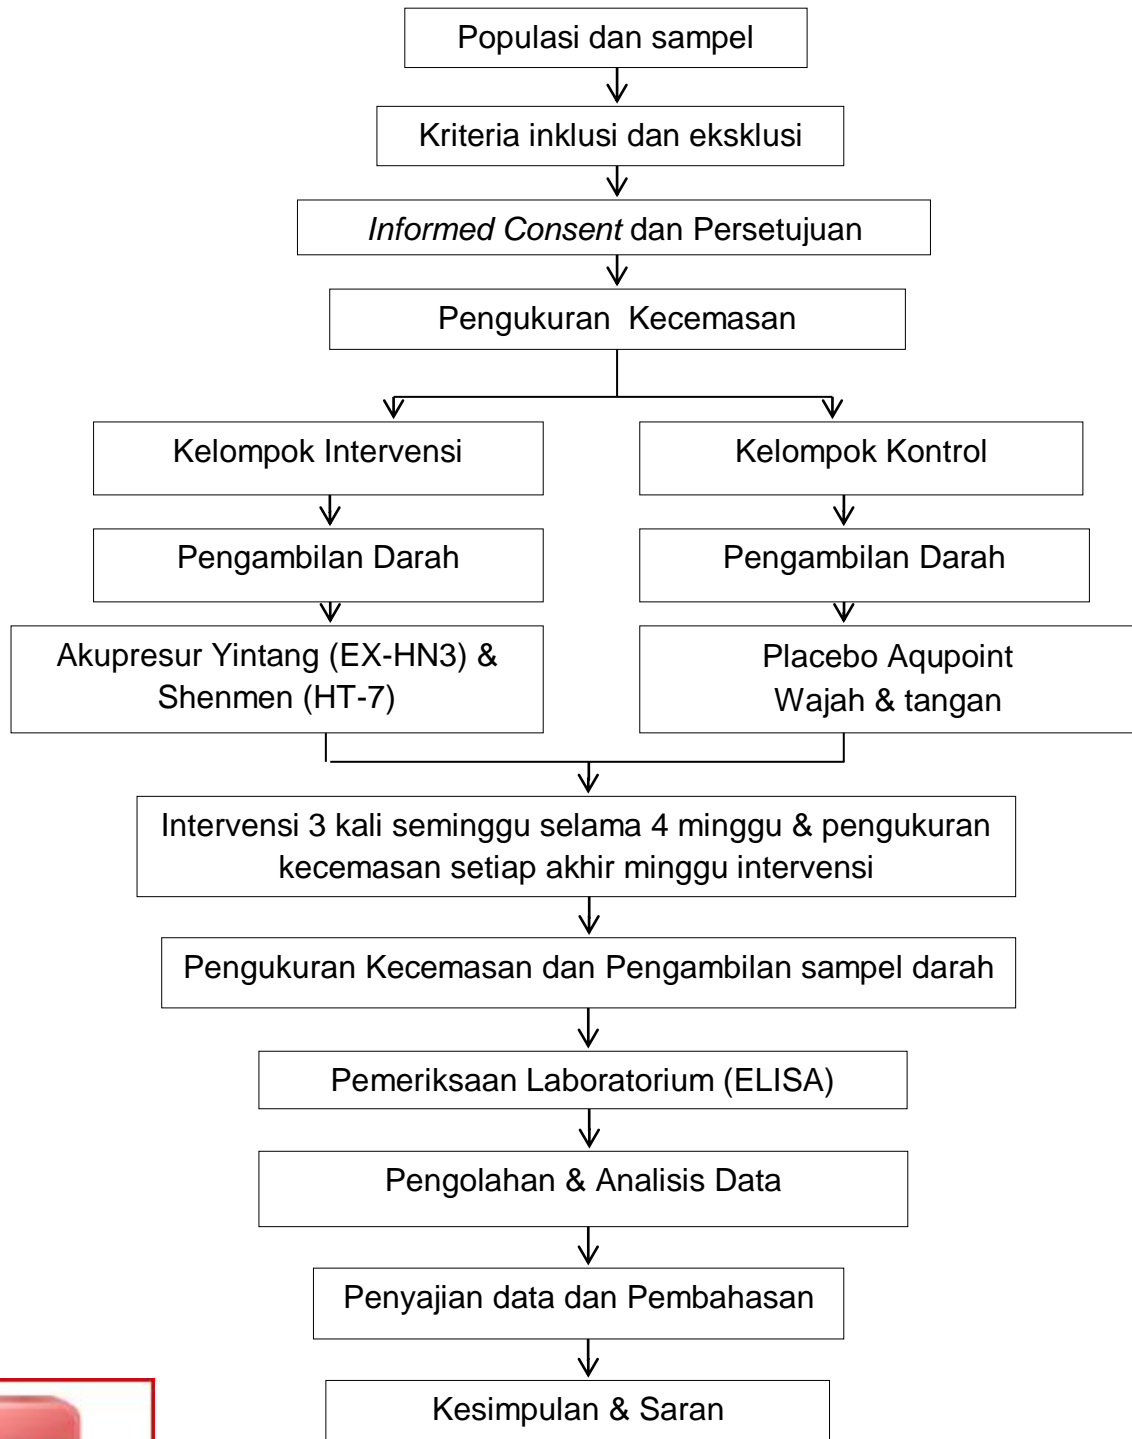 Populasi dan sampel
Kriteria inklusi dan eksklusi
Informed Consent dan Persetujuan
Pengukuran  Kecemasan
Kelompok Intervensi
Kelompok Kontrol
Pengambilan Darah
Pengambilan Darah
Akupresur Yintang (EX-HN3) &
Shenmen (HT-7)
Placebo Aqupoint
Wajah & tangan
Intervensi 3 kali seminggu selama 4 minggu & pengukuran
kecemasan setiap akhir minggu intervensi
Pengukuran Kecemasan dan Pengambilan sampel darah
Pemeriksaan Laboratorium (ELISA)
Pengolahan & Analisis Data
Penyajian data dan Pembahasan
Kesimpulan & Saran